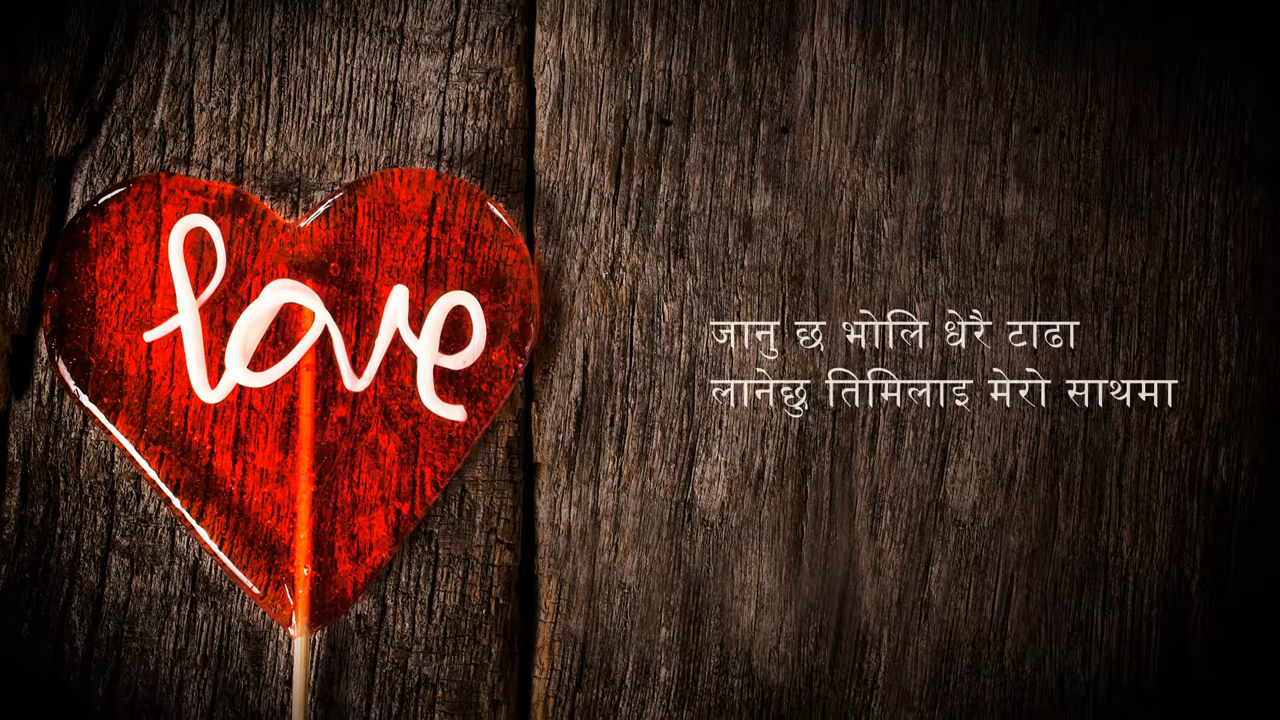 love
जानु छ भोलि धेरै टाढा
लानेछु तिमिलाइ मेरो साथमा